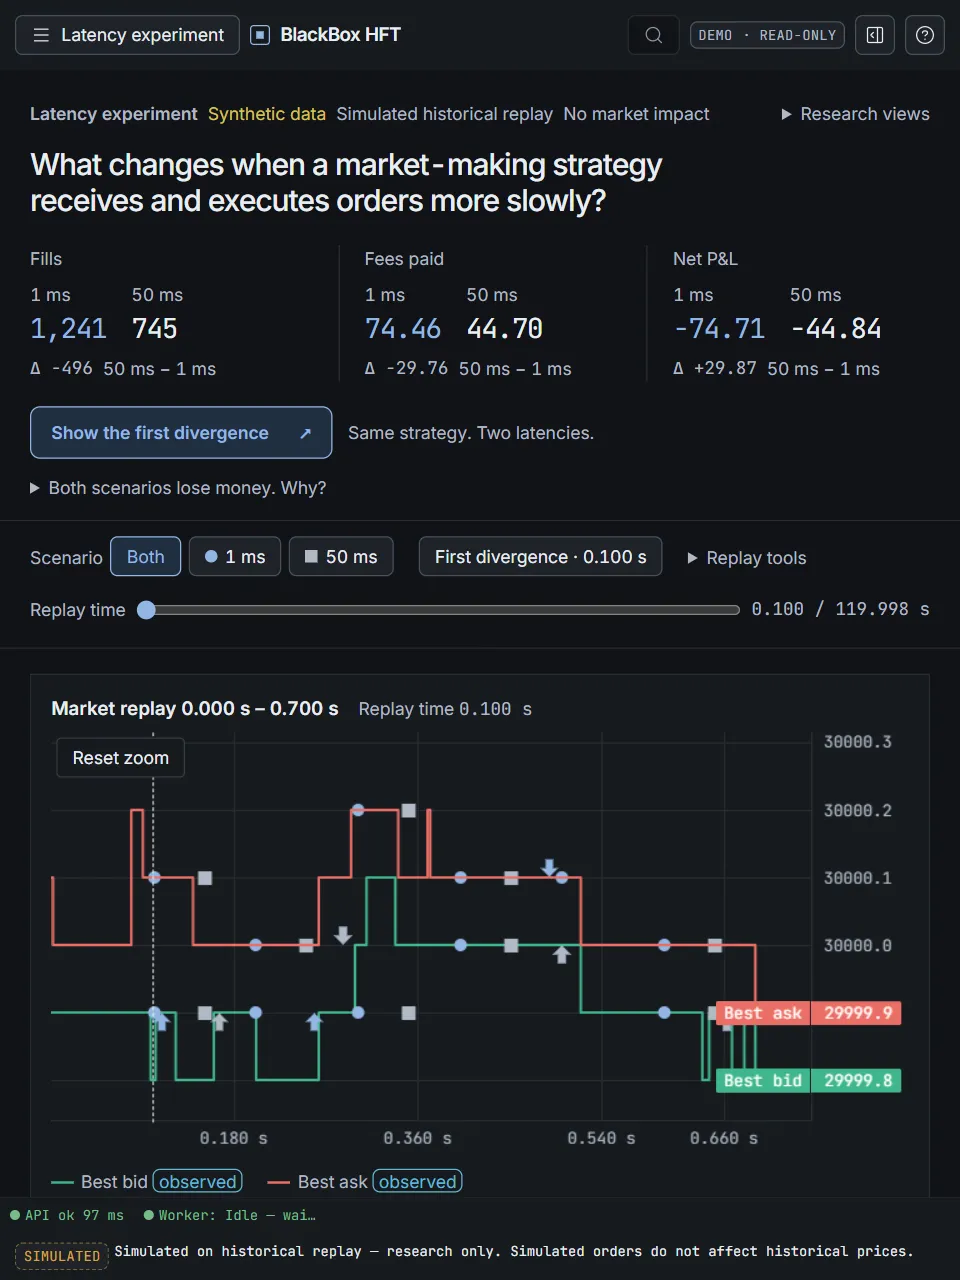 Latency experiment
BlackBox HFT
DEMO · READ-ONLY
Latency experiment Synthetic data Simulated historical replay No market impact
Research views
What changes when a market-making strategy
receives and executes orders more slowly?
Fills
1 ms 50 ms
1,241 745
Δ -496 50 ms – 1 ms
Fees paid
1 ms 50 ms
74.46 44.70
Δ -29.76 50 ms – 1 ms
Net P&L
1 ms 50 ms
-74.71 -44.84
Δ +29.87 50 ms – 1 ms
Show the first divergence ↗
Same strategy. Two latencies.
Both scenarios lose money. Why?
Scenario Both 1 ms 50 ms First divergence · 0.100 s Replay tools
Replay time 0.100 / 119.998 s
Market replay 0.000 s – 0.700 s Replay time 0.100 s
Reset zoom
30000.3
30000.2
30000.1
30000.0
Best ask 29999.9
Best bid 29999.8
0.180 s 0.360 s 0.540 s 0.660 s
Best bid observed Best ask observed
API ok 97 ms Worker: Idle — wai…
SIMULATED Simulated on historical replay — research only. Simulated orders do not affect historical prices.